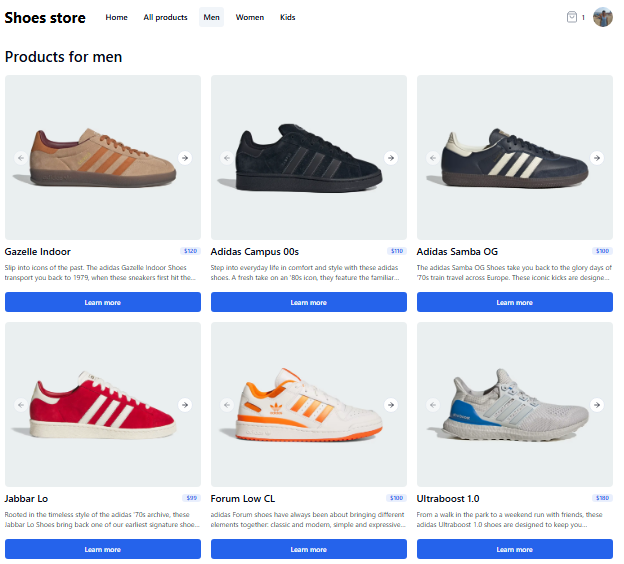 Shoes store Home All products Men Women Kids 1
Products for men
Gazelle Indoor $120
Slip into icons of the past. The adidas Gazelle Indoor Shoes
transport you back to 1979, when these sneakers first hit the...
Learn more
Adidas Campus 00s $110
Step into everyday life in comfort and style with these adidas
shoes. A fresh take on an '80s icon, they feature the familiar...
Learn more
Adidas Samba OG $100
The adidas Samba OG Shoes take you back to the glory days of
'70s train travel across Europe. These iconic kicks are designe...
Learn more
Jabbar Lo $99
Rooted in the timeless style of the adidas '70s archive, these
Jabbar Lo Shoes bring back one of our earliest signature shoe...
Learn more
Forum Low CL $100
adidas Forum shoes have always been about bringing different
elements together: classic and modern, simple and expressive...
Learn more
Ultraboost 1.0 $180
From a walk in the park to a weekend run with friends, these
adidas Ultraboost 1.0 shoes are designed to keep you...
Learn more